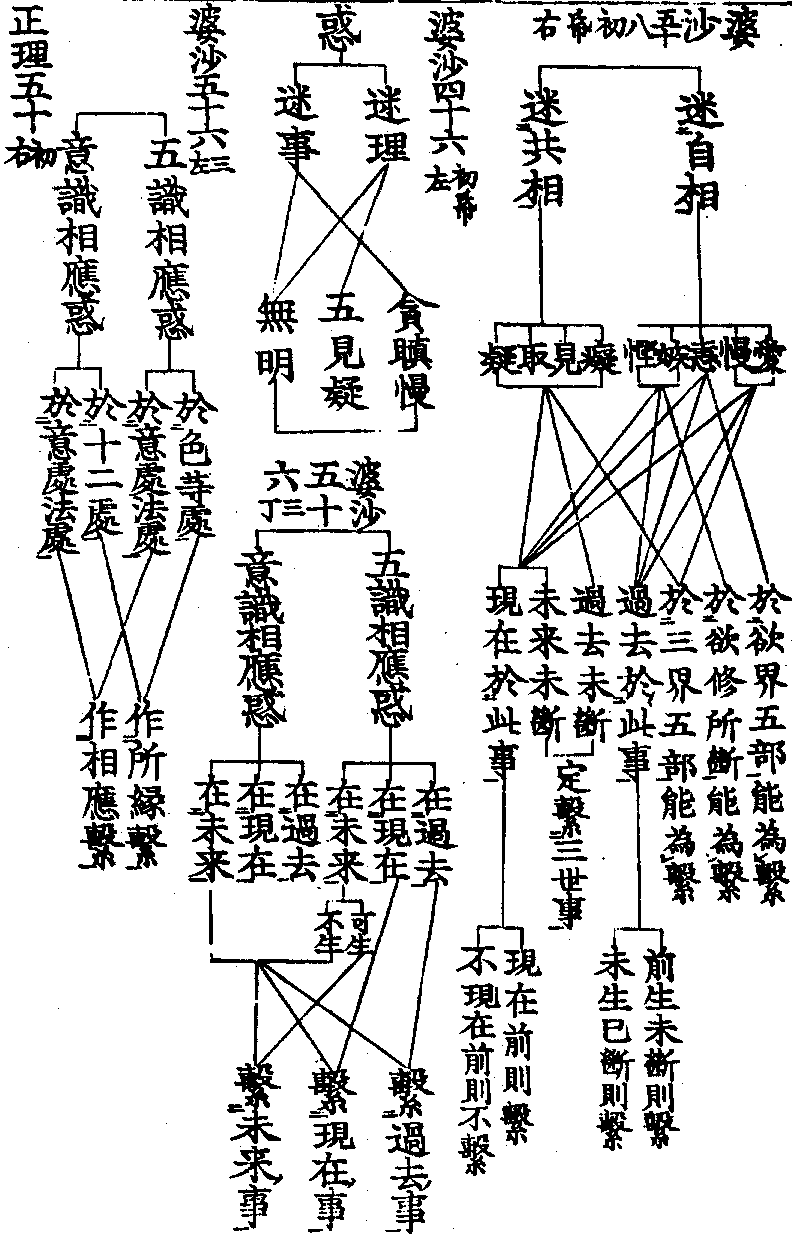 婆沙五八初帋右
迷自相
迷共相
愛慢恚嫉慳
癡見取疑
於欲界五部能為繫
於欲修所斷能為繫
於三界五部能為繫
過去於此事
過去未斷
未来未斷
現在於此事
定繫三世事
前生未斷則繫
未生已斷則繫
現在前則繫
不現在前則不繫
婆沙四十六初帋左
惑
迷理
迷事
貪瞋慢
五見疑
無明
婆沙五十六三丁
五識相應惑
意識相應惑
在過去
在現在
在未来
可生
不生
在過去
在現在
在未来
繫過去事
繫現在事
繫未来事
婆沙五十六三左
五識相應惑
意識相應惑
於色等處
於意處法處
於十二處
於意處法處
作所縁繫
作相應繫
正理五十初右